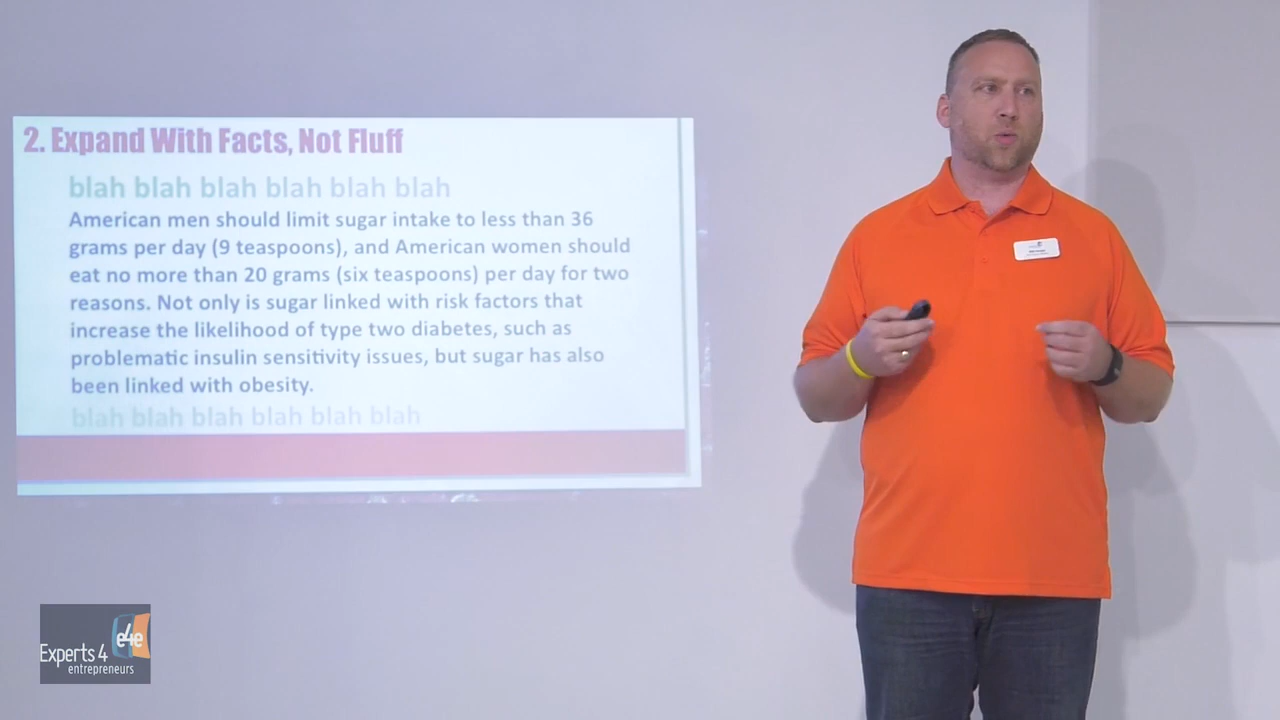 2. Expand With Facts, Not Fluff
blah blah blah blah blah blah
American men should limit sugar intake to less than 36
grams per day (9 teaspoons), and American women should
eat no more than 20 grams (six teaspoons) per day for two
reasons. Not only is sugar linked with risk factors that
increase the likelihood of type two diabetes, such as
problematic insulin sensitivity issues, but sugar has also
been linked with obesity.
blah blah blah blah blah blah
e4e
Experts 4
entrepreneurs